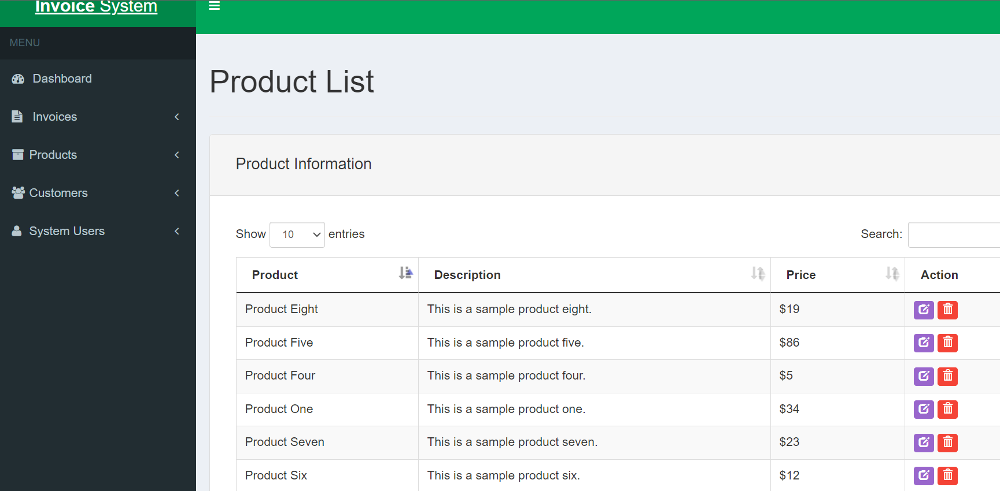 Invoice System
MENU
Dashboard
Invoices
Products
Customers
System Users
Product List
Product Information
Show 10 entries
Search:
Product Description Price Action
Product Eight This is a sample product eight. $19
Product Five This is a sample product five. $86
Product Four This is a sample product four. $5
Product One This is a sample product one. $34
Product Seven This is a sample product seven. $23
Product Six This is a sample product six. $12